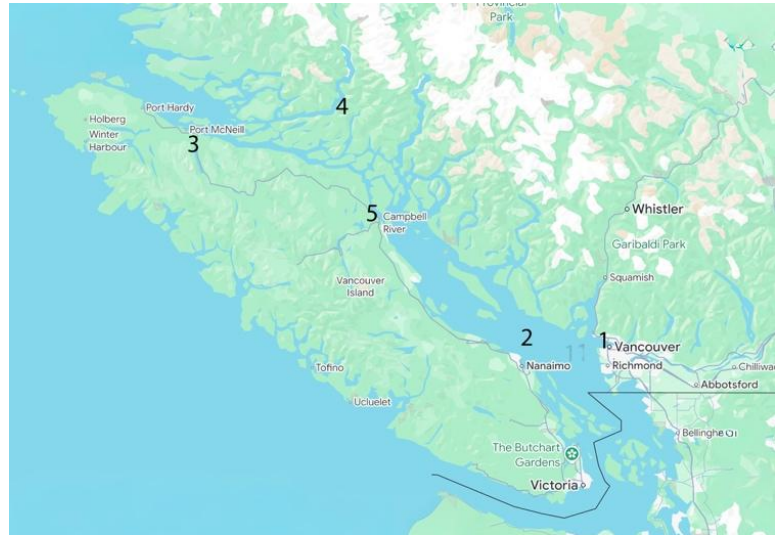 Provincial
Park
4
Port Hardy
Holberg
Port McNeill
Winter
Harbour
3
5
Campbell
River
Whistler
Garibaldi Park
Squamish
Vancouver
Island
2
1
11
Vancouver
Nanaimo
Richmond
Tofino
Abbotsford
Ucluelet
The Butchart
Gardens
Victoria